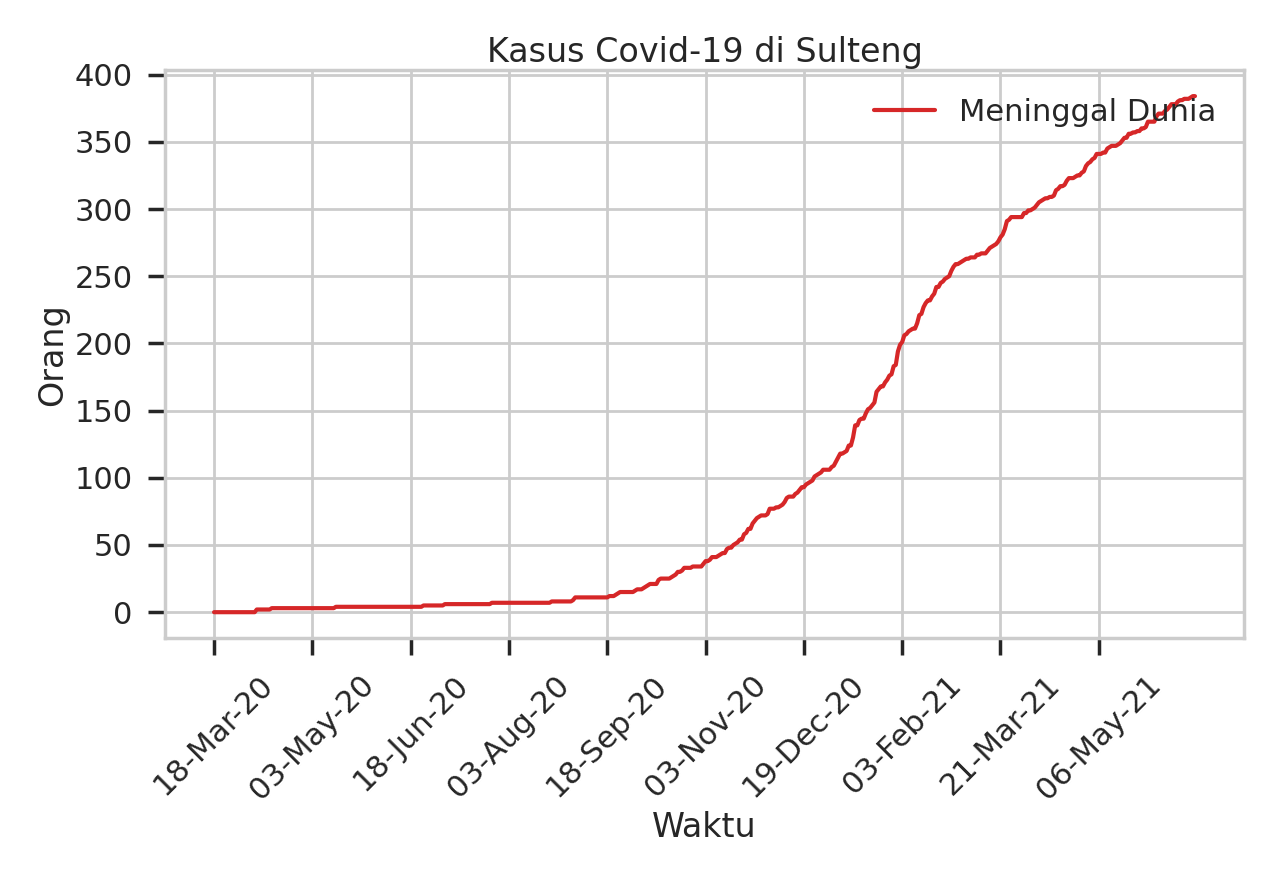 Kasus Covid-19 di Sulteng
Meninggal Dunia
400
350
300
250
200
150
100
50
0
Orang
18-Mar-20
03-May-20
18-Jun-20
03-Aug-20
18-Sep-20
03-Nov-20
19-Dec-20
03-Feb-21
21-Mar-21
06-May-21
Waktu